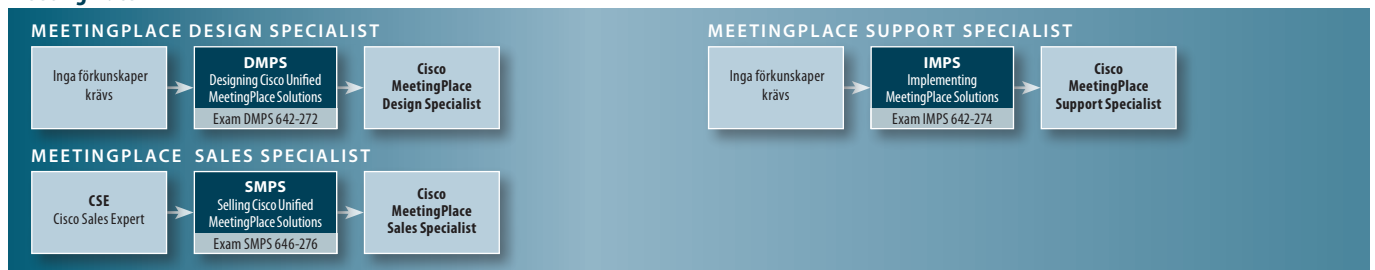 MEETINGPLACE DESIGN SPECIALIST
Inga förkunskaper
krävs
DMPS
Designing Cisco Unified
MeetingPlace Solutions
Exam DMPS 642-272
Cisco
MeetingPlace
Design Specialist
MEETINGPLACE SUPPORT SPECIALIST
Inga förkunskaper
krävs
IMPS
Implementing
MeetingPlace Solutions
Exam IMPS 642-274
Cisco
MeetingPlace
Support Specialist
MEETINGPLACE SALES SPECIALIST
CSE
Cisco Sales Expert
SMPS
Selling Cisco Unified
MeetingPlace Solutions
Exam SMPS 646-276
Cisco
MeetingPlace
Sales Specialist